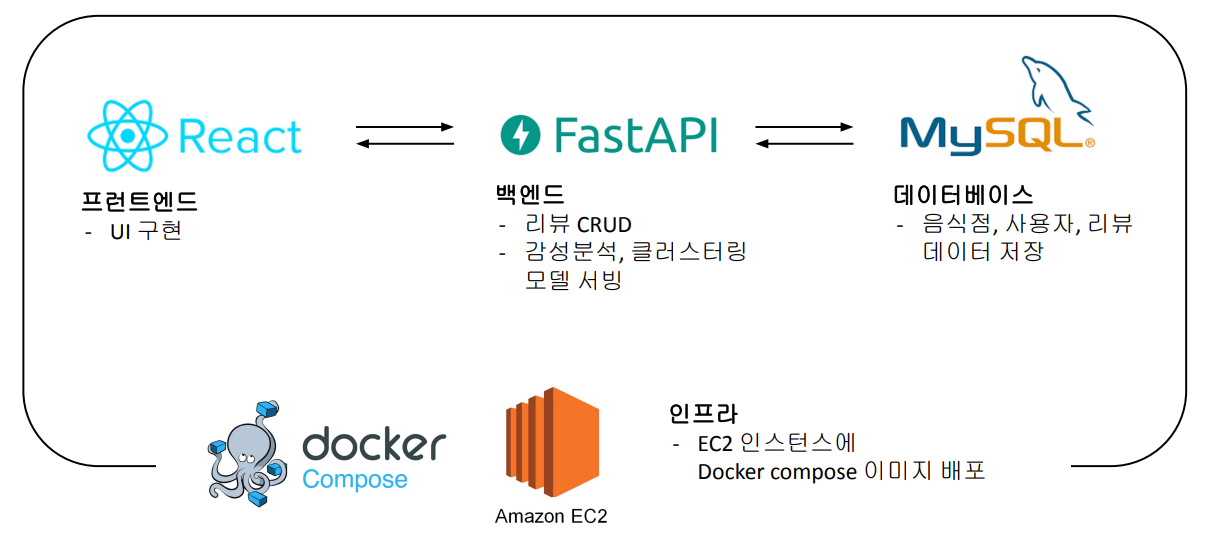 React
FastAPI
MySQL®
프런트엔드
- UI 구현
백엔드
- 리뷰 CRUD
- 감성분석, 클러스터링
모델 서빙
데이터베이스
- 음식점, 사용자, 리뷰
데이터 저장
docker
Compose
Amazon EC2
인프라
- EC2 인스턴스에
Docker compose 이미지 배포